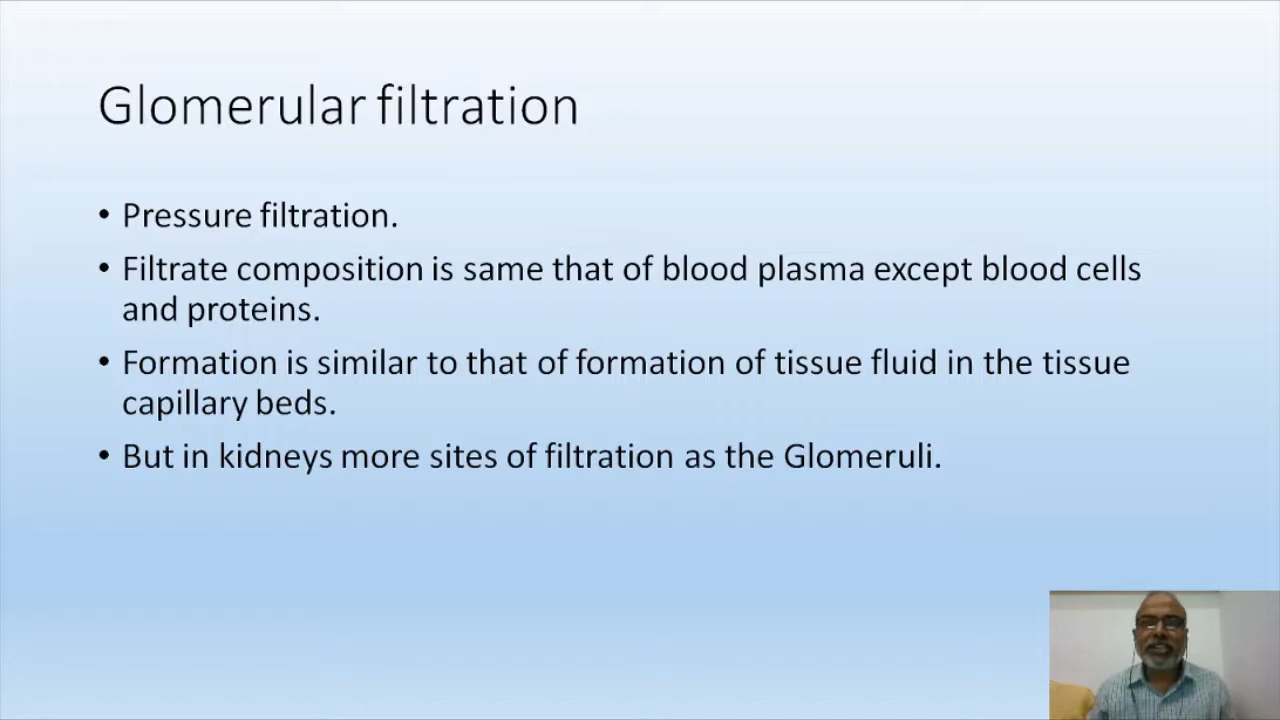 Glomerular filtration
• Pressure filtration.
• Filtrate composition is same that of blood plasma except blood cells
and proteins.
• Formation is similar to that of formation of tissue fluid in the tissue
capillary beds.
• But in kidneys more sites of filtration as the Glomeruli.